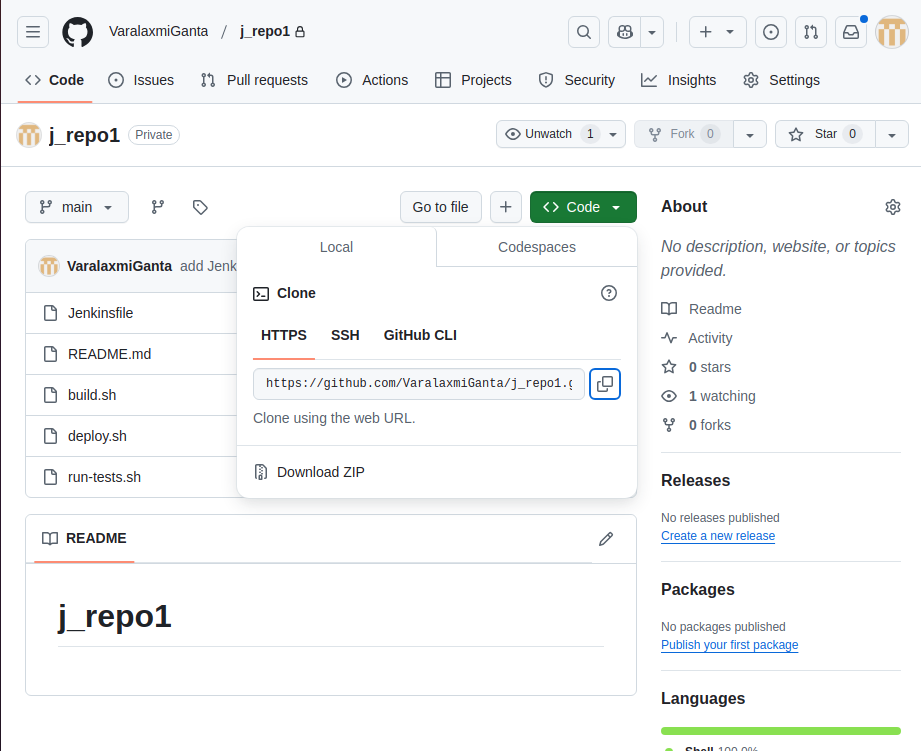 VaralaxmiGanta / j_repo1
Code Issues Pull requests Actions Projects Security Insights Settings
j_repo1 Private Unwatch 1 Fork 0 Star 0
main Go to file Code
Local Codespaces
VaralaxmiGanta add Jenk
Clone
HTTPS SSH GitHub CLI
https://github.com/VaralaxmiGanta/j_repo1.g
Clone using the web URL.
Download ZIP
Jenkinsfile
README.md
build.sh
deploy.sh
run-tests.sh
README
j_repo1
About
No description, website, or topics
provided.
Readme
Activity
0 stars
1 watching
0 forks
Releases
No releases published
Create a new release
Packages
No packages published
Publish your first package
Languages
Shell 100.0%